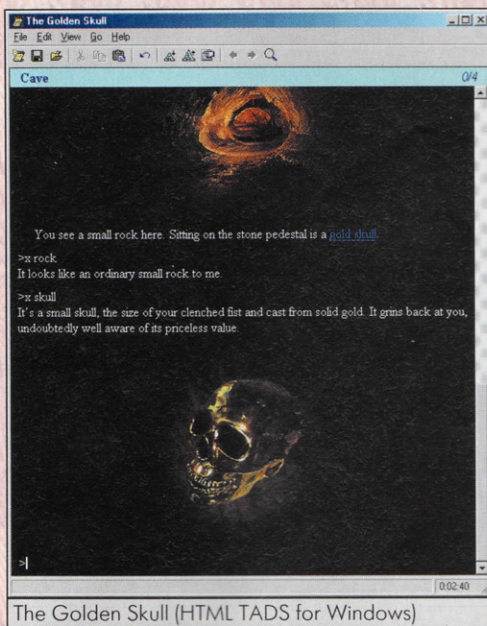 The Golden Skull
File Edit View Go Help
Cave 0/4
You see a small rock here. Sitting on the stone pedestal is a gold skull.
>x rock
It looks like an ordinary small rock to me.
>x skull
It's a small skull, the size of your clenched fist and cast from solid gold. It grins back at you,
undoubtedly well aware of its priceless value.
>
0:02:40
The Golden Skull (HTML TADS for Windows)